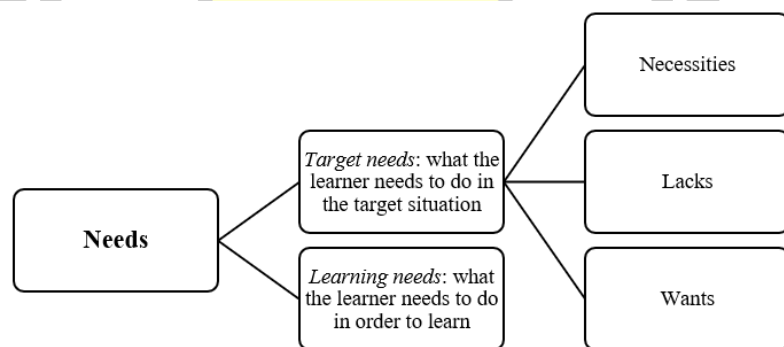 Needs
Target needs: what the
learner needs to do in
the target situation
Learning needs: what
the learner needs to do
in order to learn
Necessities
Lacks
Wants